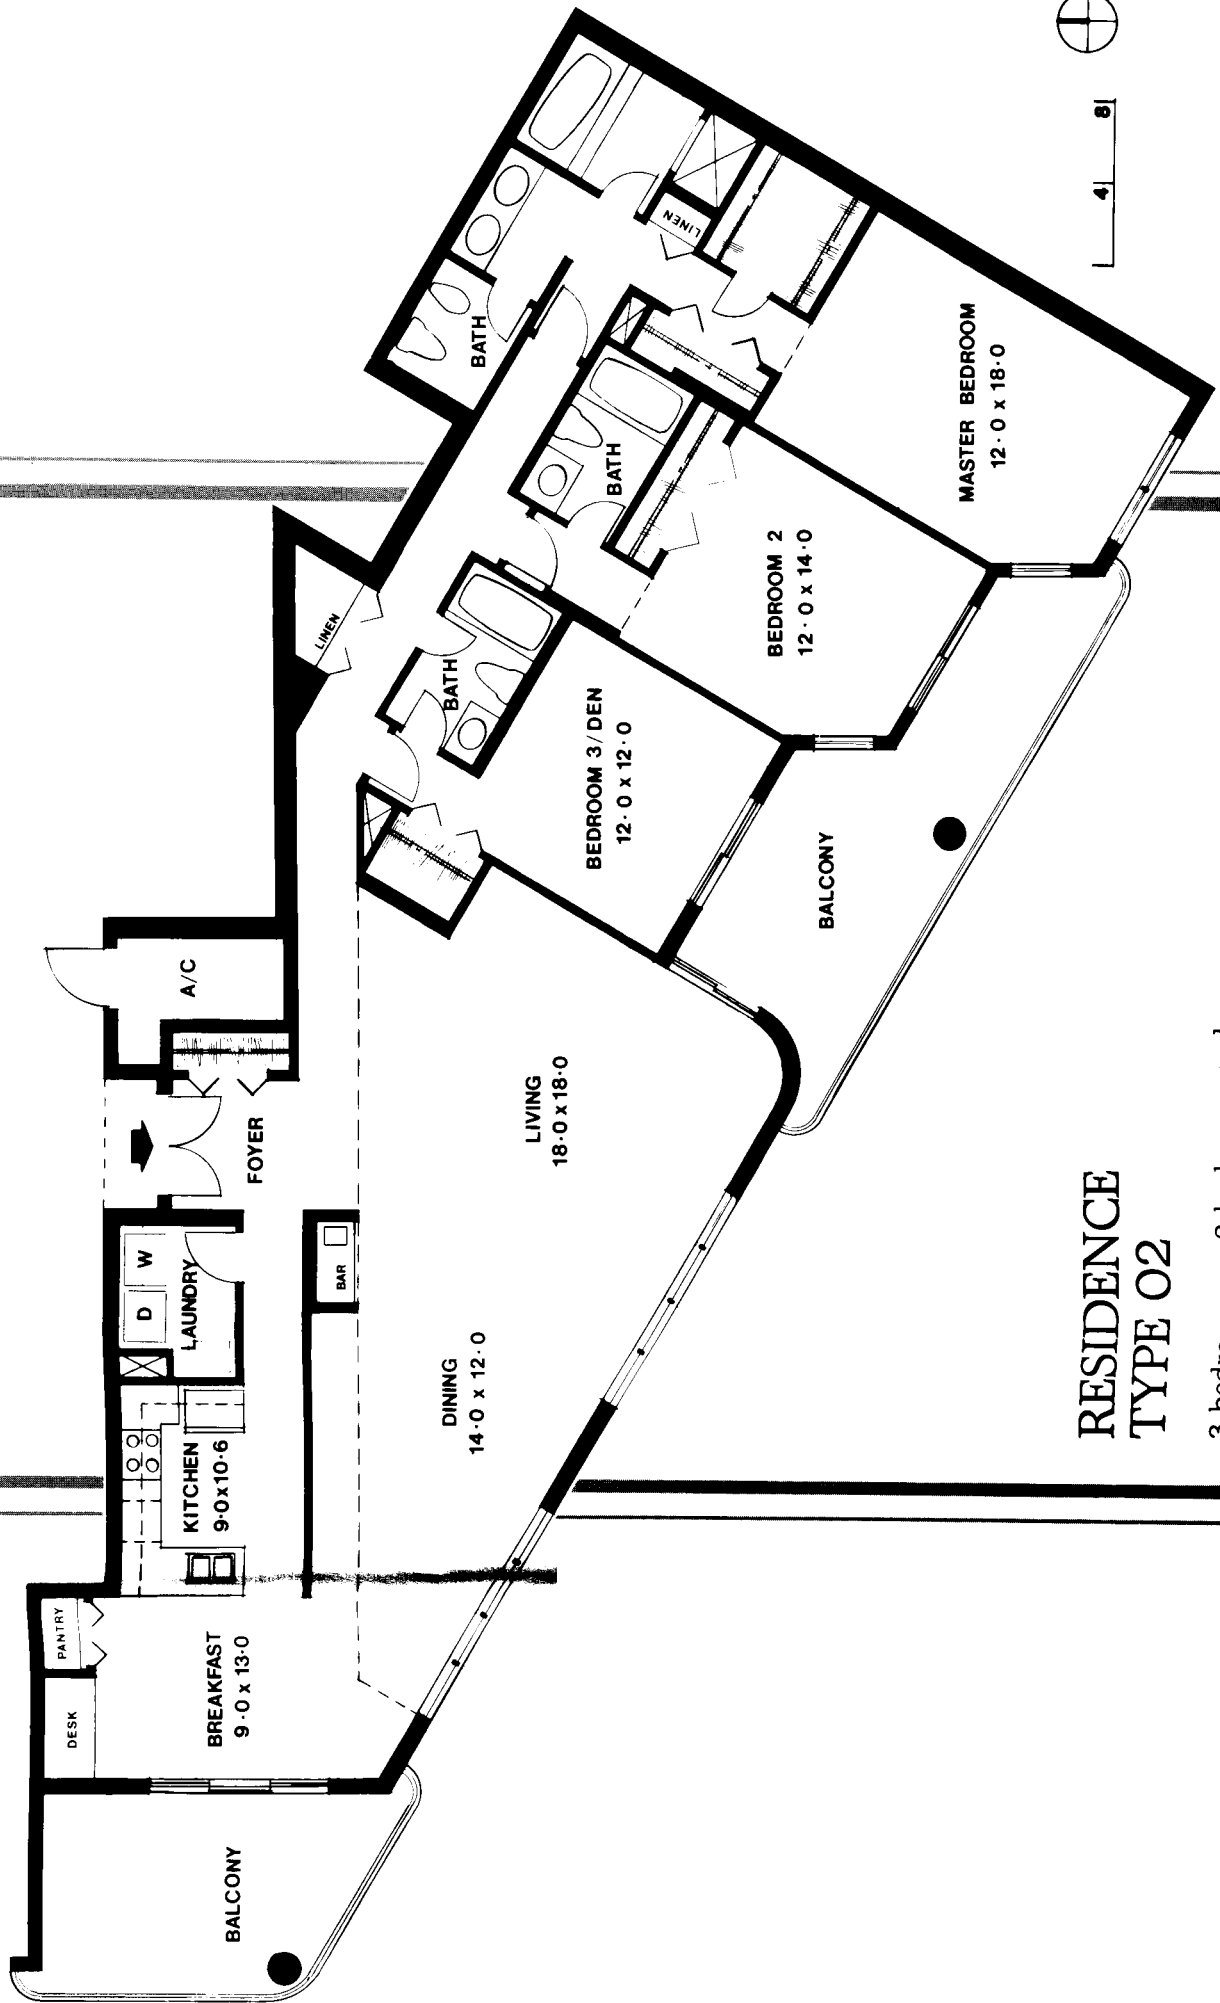 BALCONY
DESK
PANTRY
BREAKFAST
9·0 x 13·0
KITCHEN
9·0 x 10·6
D
W
LAUNDRY
BAR
FOYER
A/C
DINING
14·0 x 12·0
LIVING
18·0 x 18·0
LINEN
BATH
BEDROOM 3 / DEN
12·0 x 12·0
BALCONY
BATH
BEDROOM 2
12·0 x 14·0
BATH
LINEN
MASTER BEDROOM
12·0 x 18·0
4
8
RESIDENCE
TYPE 02